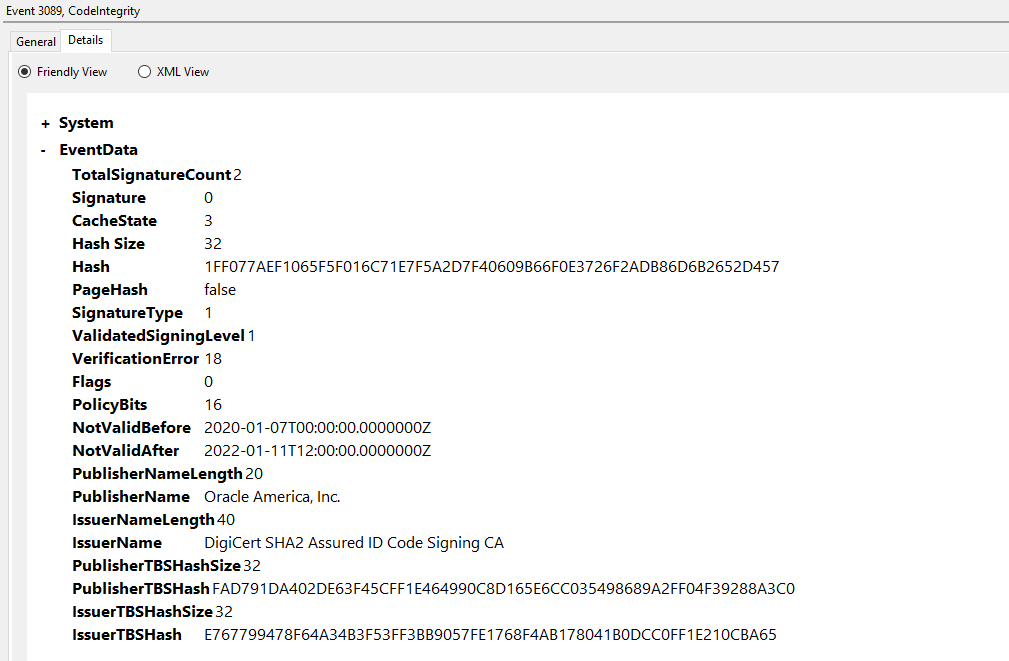 Event 3089, CodeIntegrity
General Details
Friendly View XML View
+ System
- EventData
TotalSignatureCount 2
Signature 0
CacheState 3
Hash Size 32
Hash 1FF077AEF1065F5F016C71E7F5A2D7F40609B66F0E3726F2ADB86D6B2652D457
PageHash false
SignatureType 1
ValidatedSigningLevel 1
VerificationError 18
Flags 0
PolicyBits 16
NotValidBefore 2020-01-07T00:00:00.0000000Z
NotValidAfter 2022-01-11T12:00:00.0000000Z
PublisherNameLength 20
PublisherName Oracle America, Inc.
IssuerNameLength 40
IssuerName DigiCert SHA2 Assured ID Code Signing CA
PublisherTBSHashSize 32
PublisherTBSHash FAD791DA402DE63F45CFF1E464990C8D165E6CC035498689A2FF04F39288A3C0
IssuerTBSHashSize 32
IssuerTBSHash E767799478F64A34B3F53FF3BB9057FE1768F4AB178041B0DCC0FF1E210CBA65